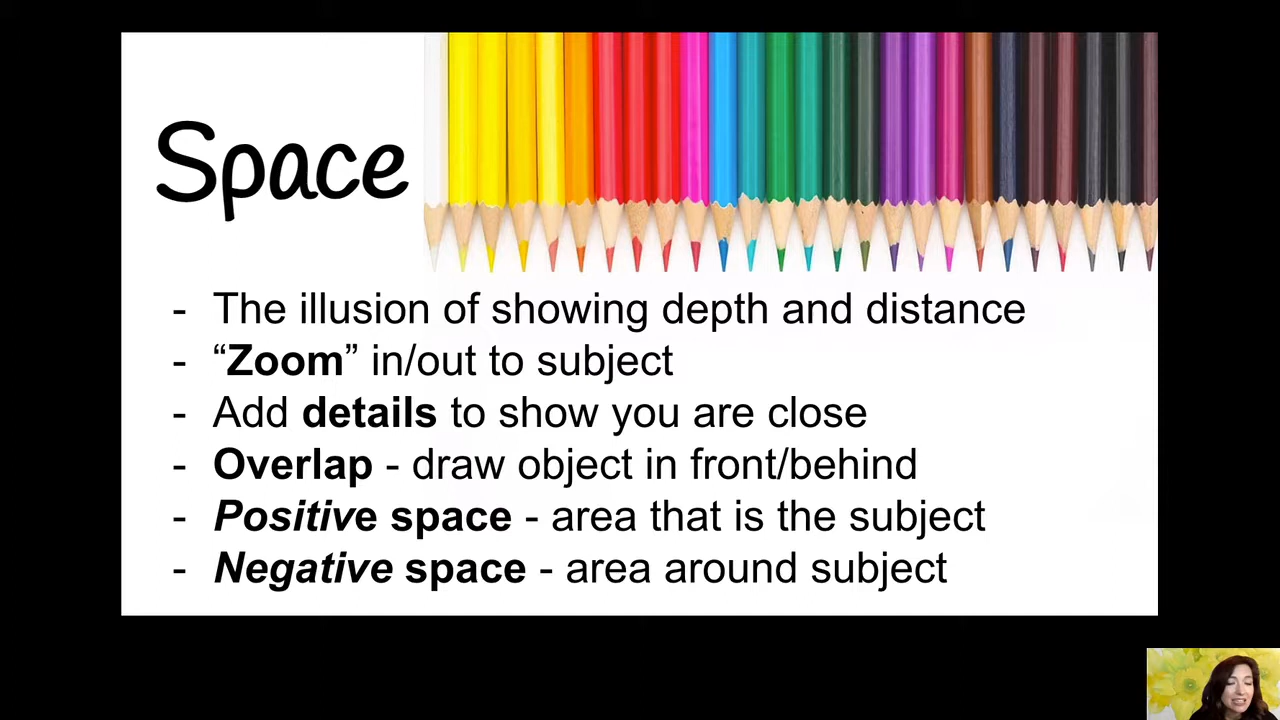 Space
- The illusion of showing depth and distance
- “Zoom” in/out to subject
- Add details to show you are close
- Overlap - draw object in front/behind
- Positive space - area that is the subject
- Negative space - area around subject